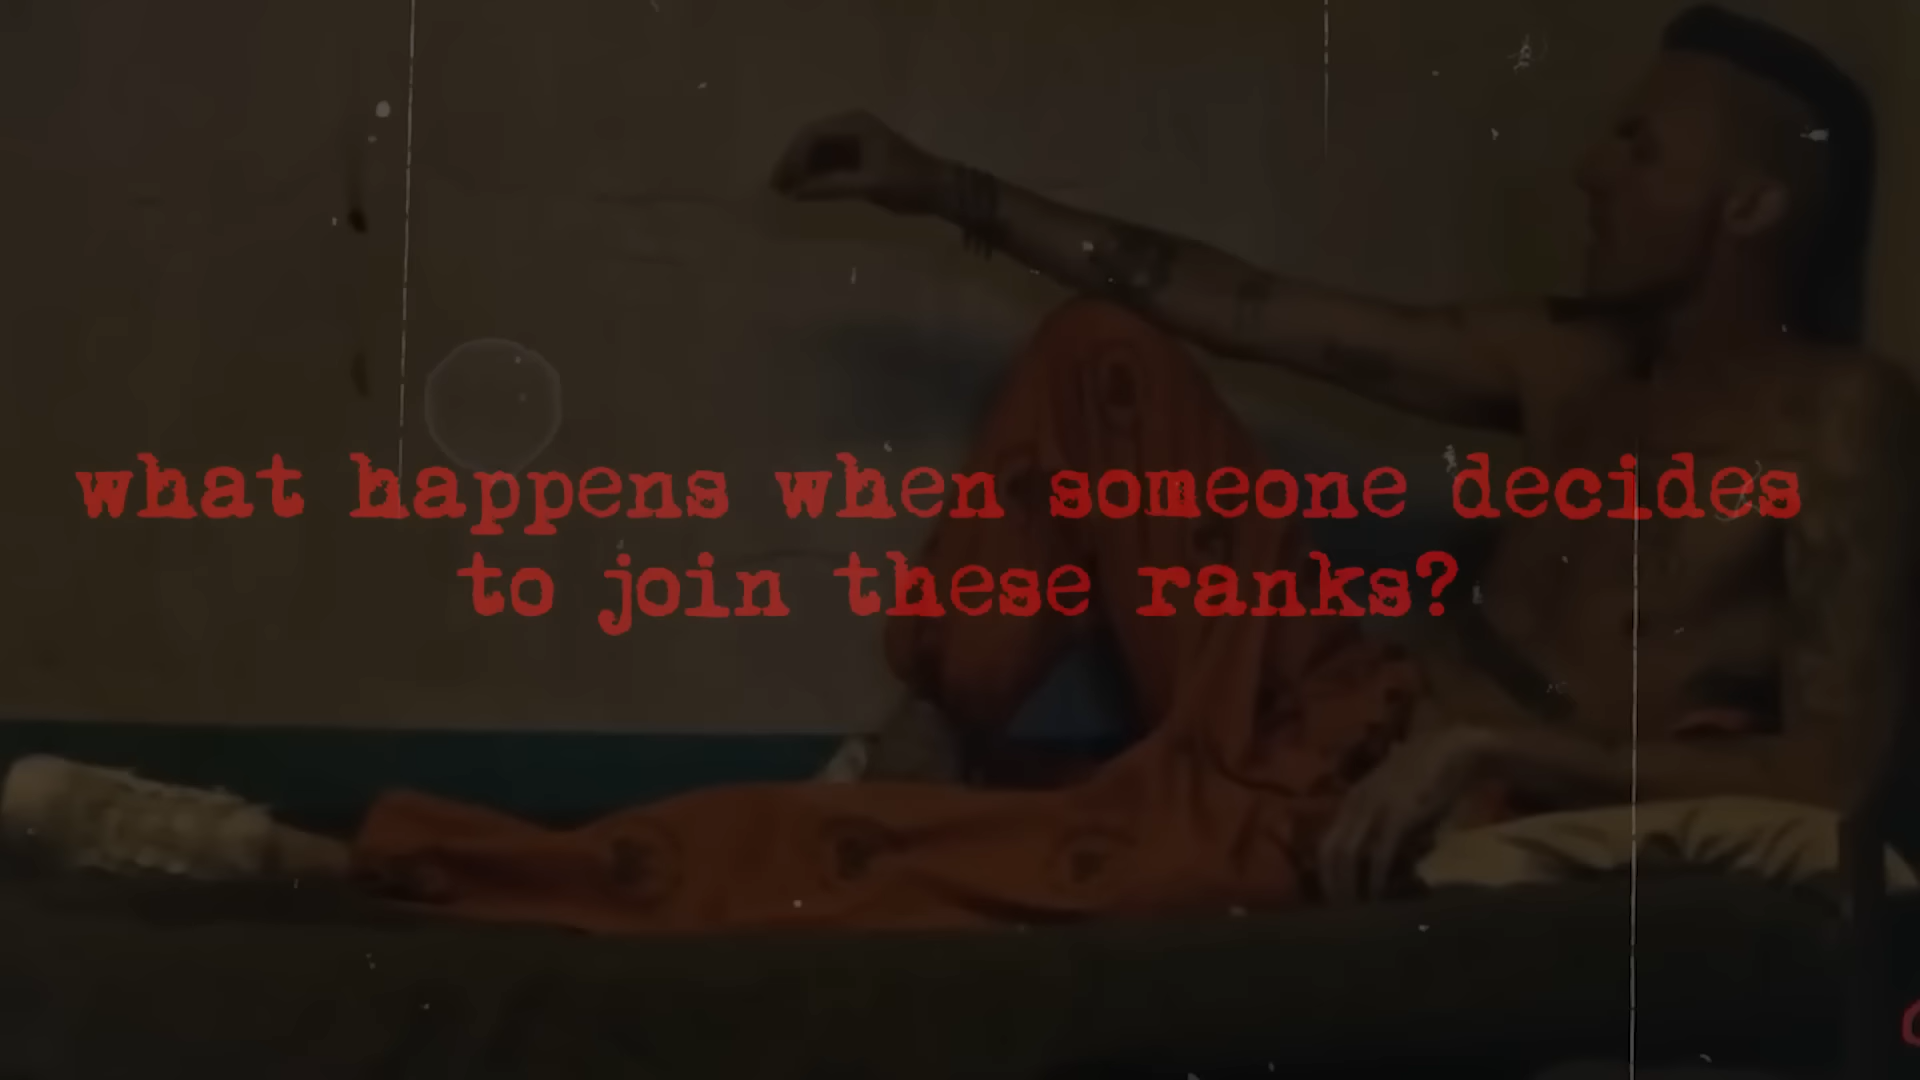 what happens when someone decides
to join these ranks?